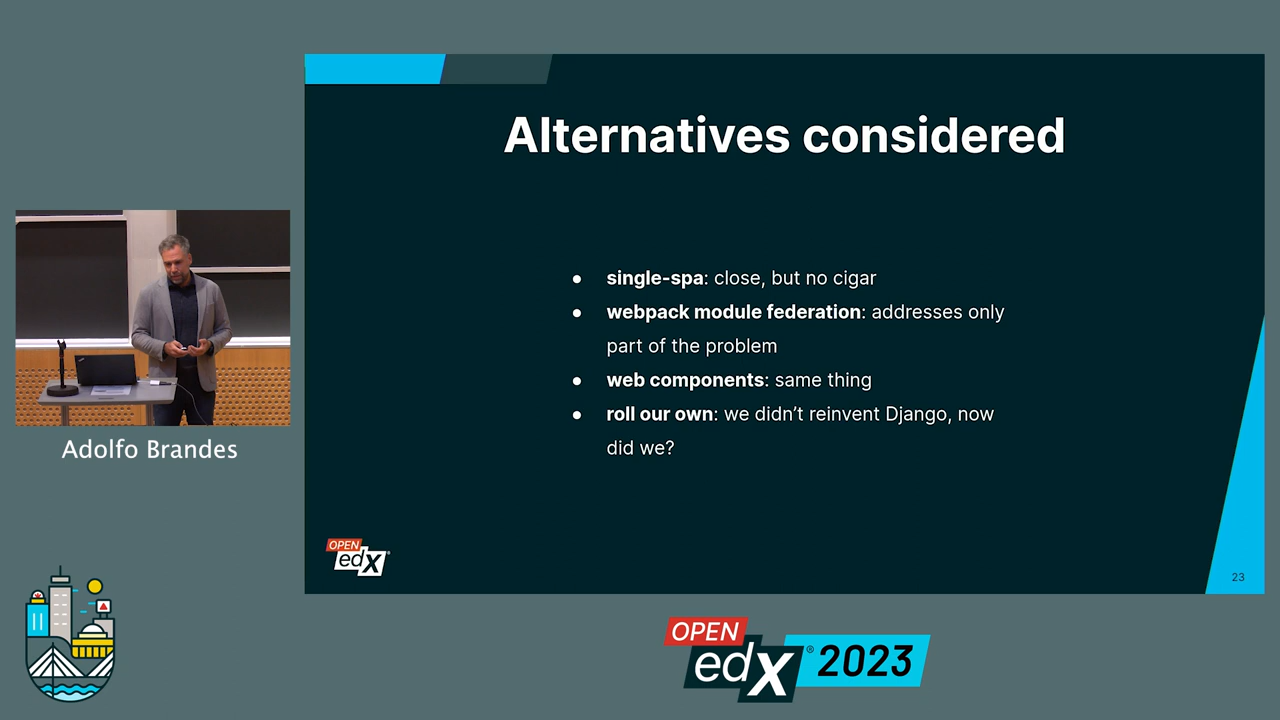 Alternatives considered
● single-spa: close, but no cigar
● webpack module federation: addresses only
part of the problem
● web components: same thing
● roll our own: we didn’t reinvent Django, now
did we?
OPEN
edX®
23
Adolfo Brandes
OPEN
edX® 2023